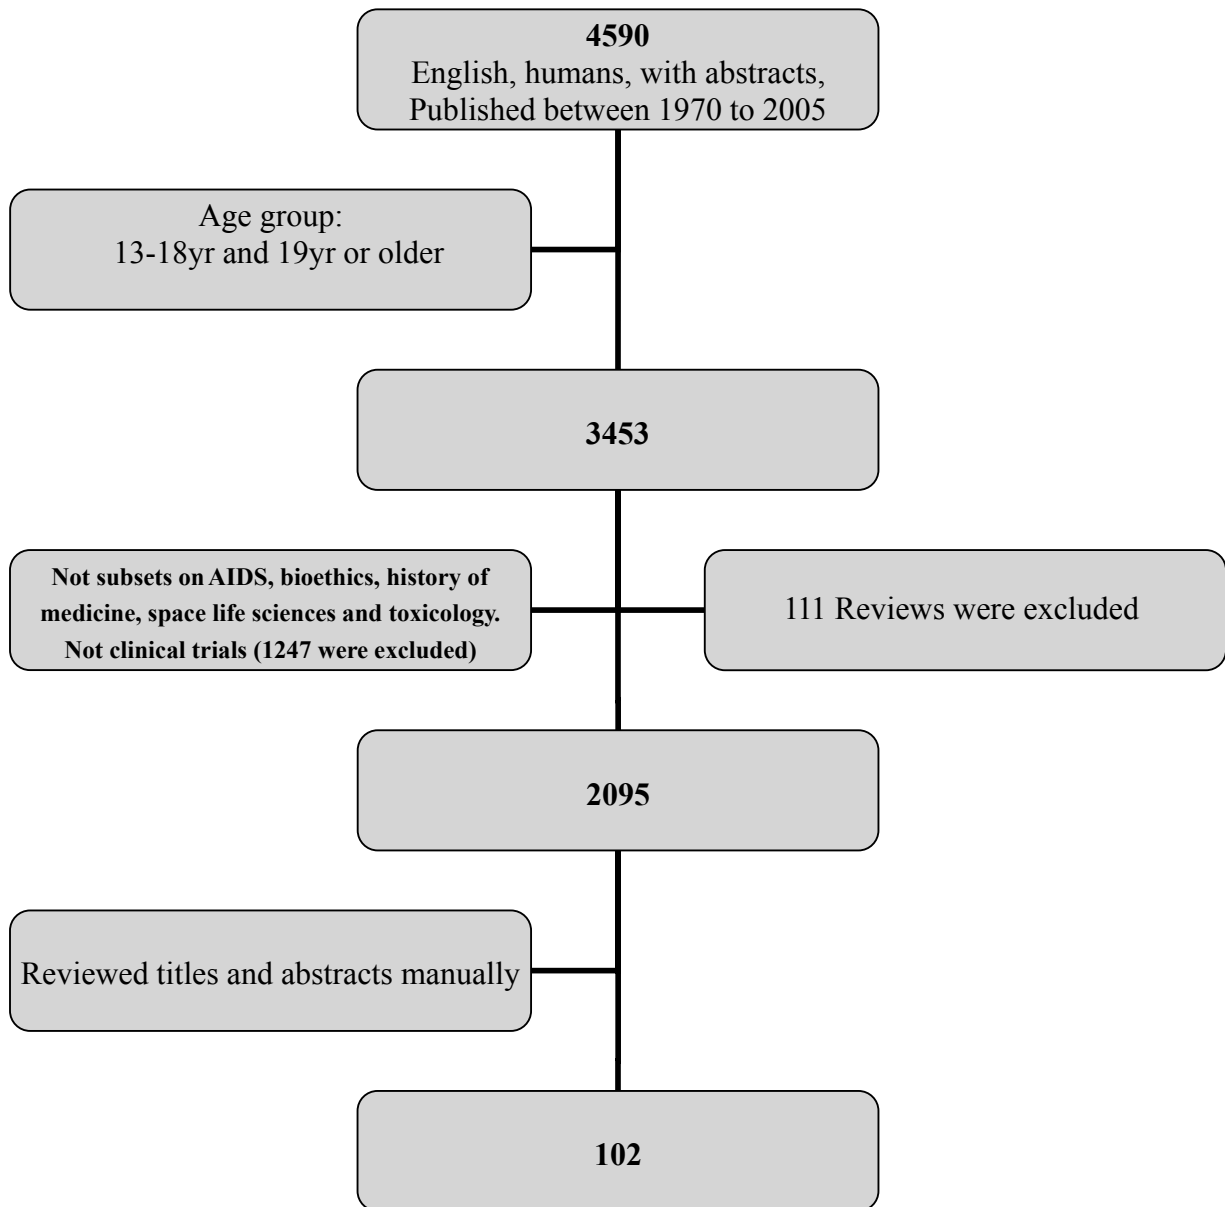 4590
English, humans, with abstracts,
Published between 1970 to 2005
Age group:
13-18yr and 19yr or older
3453
Not subsets on AIDS, bioethics, history of
medicine, space life sciences and toxicology.
Not clinical trials (1247 were excluded)
111 Reviews were excluded
2095
Reviewed titles and abstracts manually
102